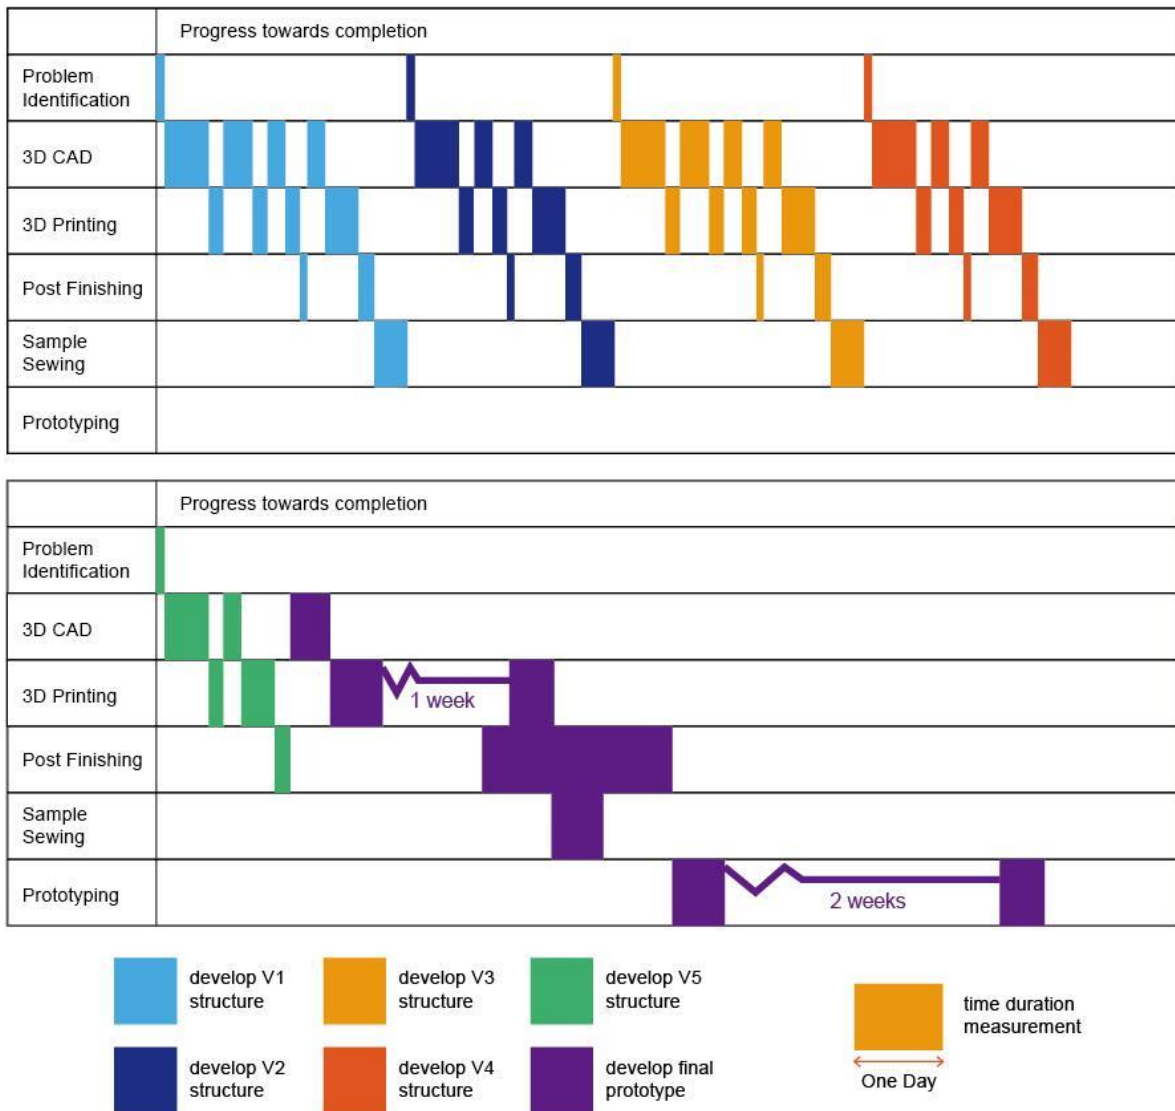 Progress towards completion
Problem
Identification
3D CAD
3D Printing
Post Finishing
Sample
Sewing
Prototyping
Progress towards completion
Problem
Identification
3D CAD
3D Printing
1 week
Post Finishing
Sample
Sewing
Prototyping
2 weeks
develop V1
structure
develop V3
structure
develop V5
structure
time duration
measurement
One Day
develop V2
structure
develop V4
structure
develop final
prototype